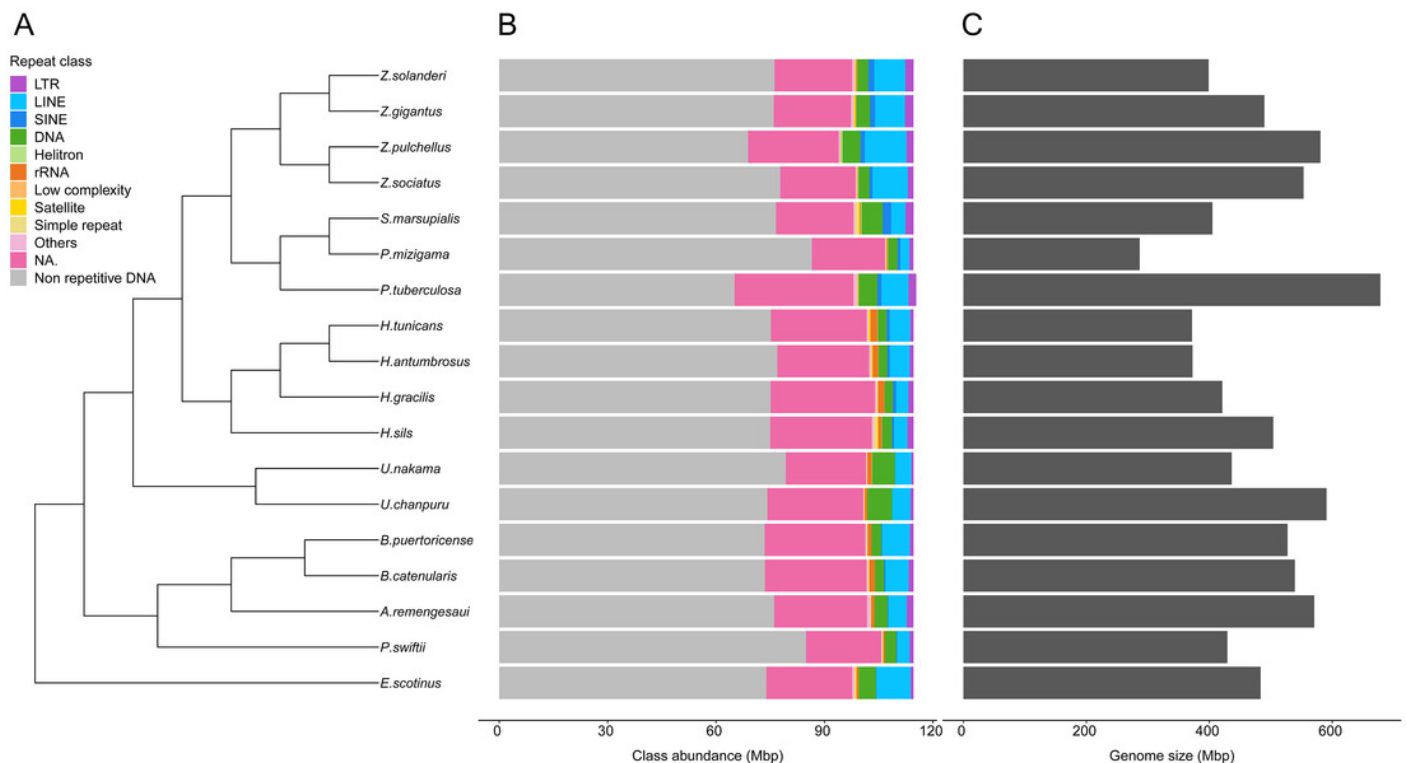 A
B
C
Repeat class
LTR
LINE
SINE
DNA
Helitron
rRNA
Low complexity
Satellite
Simple repeat
Others
NA.
Non repetitive DNA
Z.solanderi
Z.gigantus
Z.pulchellus
Z.sociatus
S.marsupialis
P.mizigama
P.tuberculosa
H.tunicans
H.antumbrosus
H.gracilis
H.sils
U.nakama
U.chanpuru
B.puertoricense
B.catenularis
A.remengesaui
P.swiftii
E.scotinus
0 30 60 90 120
Class abundance (Mbp)
0 200 400 600
Genome size (Mbp)